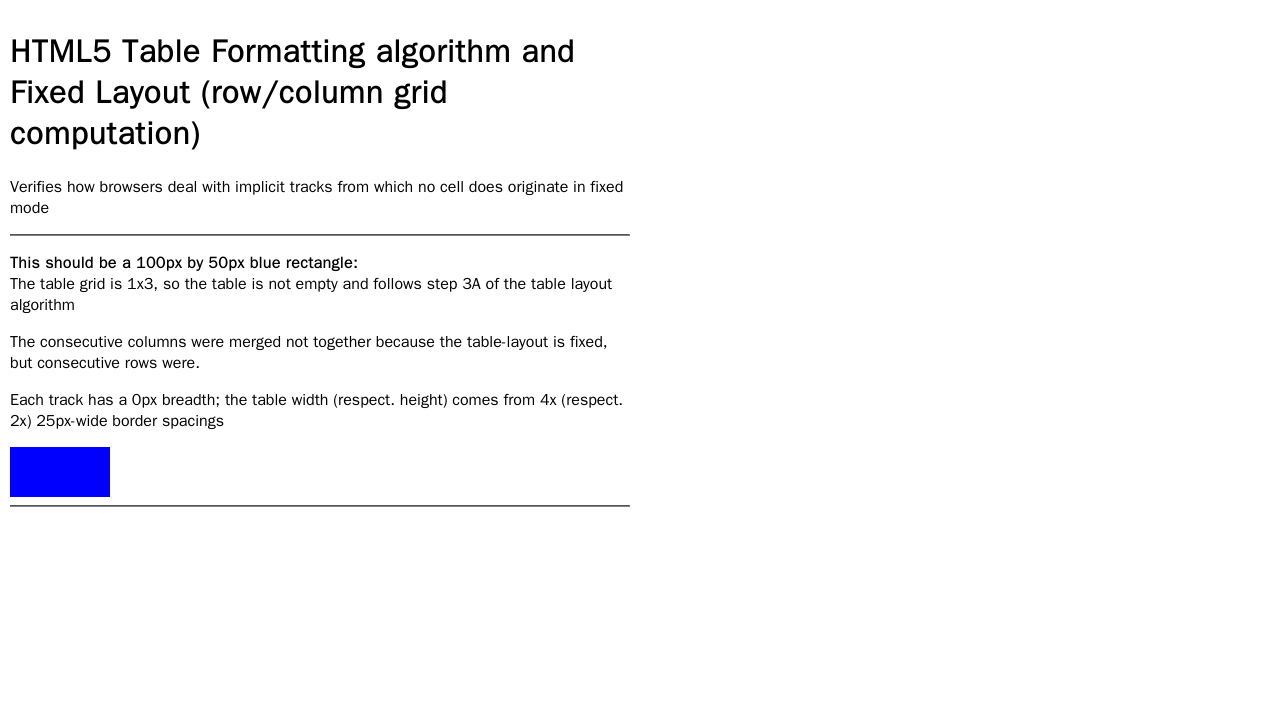 HTML5 Table Formatting algorithm and
Fixed Layout (row/column grid
computation)
Verifies how browsers deal with implicit tracks from which no cell does originate in fixed
mode
This should be a 100px by 50px blue rectangle:
The table grid is 1x3, so the table is not empty and follows step 3A of the table layout
algorithm
The consecutive columns were merged not together because the table-layout is fixed,
but consecutive rows were.
Each track has a 0px breadth; the table width (respect. height) comes from 4x (respect.
2x) 25px-wide border spacings